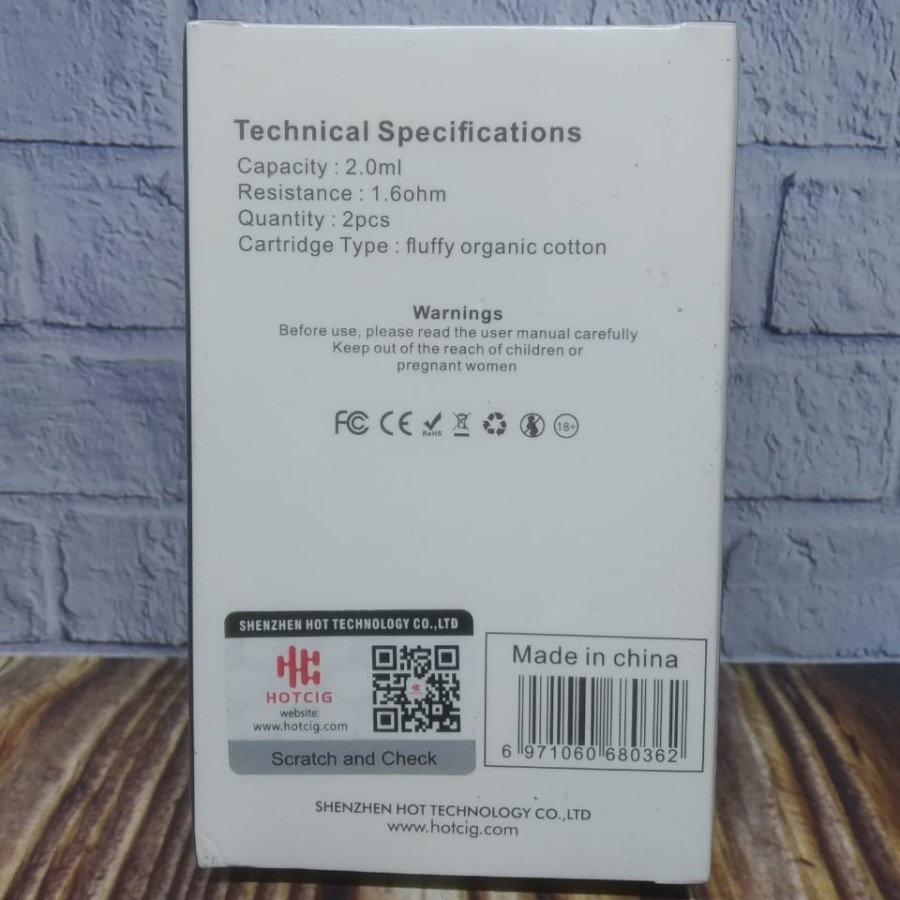 Technical Specifications
Capacity : 2.0ml
Resistance : 1.6ohm
Quantity : 2pcs
Cartridge Type : fluffy organic cotton
Warnings
Before use, please read the user manual carefully
Keep out of the reach of children or
pregnant women
FC CE RoHS 18+
SHENZHEN HOT TECHNOLOGY CO.,LTD
HOTCIG
website:
www.hotcig.com
Scratch and Check
Made in china
6 971060 680362
SHENZHEN HOT TECHNOLOGY CO.,LTD
www.hotcig.com